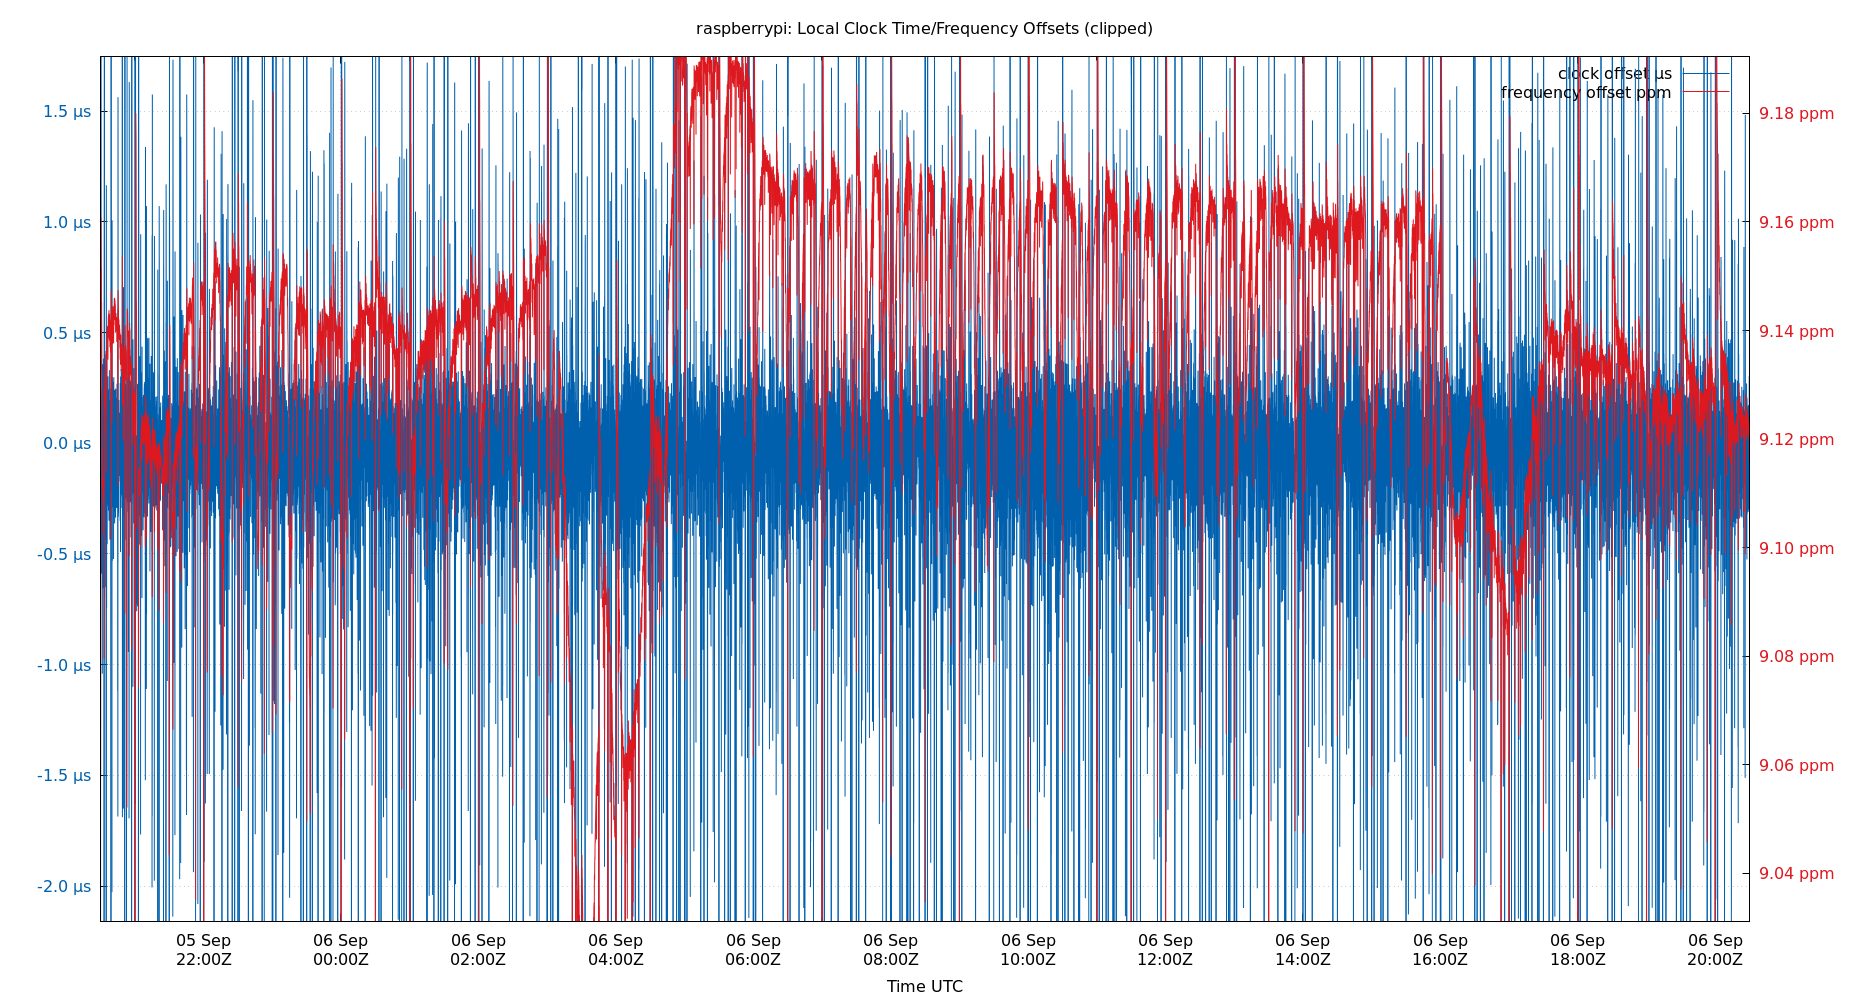 raspberrypi: Local Clock Time/Frequency Offsets (clipped)
clock offset µs
frequency offset ppm
1.5 µs
1.0 µs
0.5 µs
0.0 µs
-0.5 µs
-1.0 µs
-1.5 µs
-2.0 µs
9.18 ppm
9.16 ppm
9.14 ppm
9.12 ppm
9.10 ppm
9.08 ppm
9.06 ppm
9.04 ppm
05 Sep 06 Sep 06 Sep 06 Sep 06 Sep 06 Sep 06 Sep 06 Sep 06 Sep 06 Sep 06 Sep 06 Sep
22:00Z 00:00Z 02:00Z 04:00Z 06:00Z 08:00Z 10:00Z 12:00Z 14:00Z 16:00Z 18:00Z 20:00Z
Time UTC